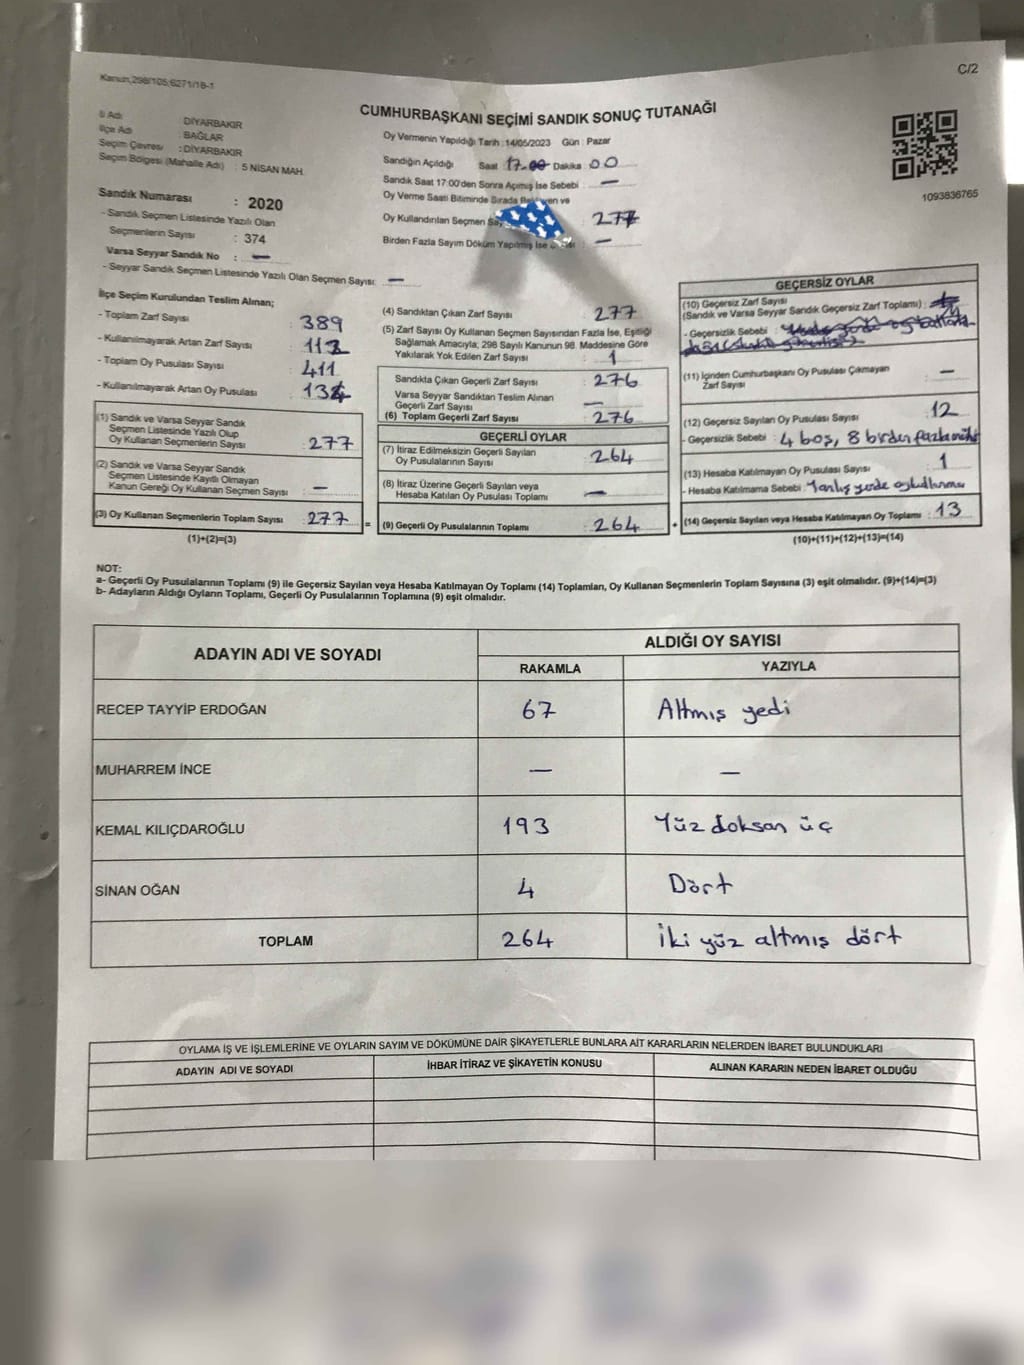 C/2
Kanun;298/105;6271/18-1
CUMHURBAŞKANI SEÇİMİ SANDIK SONUÇ TUTANAĞI
İl Adı : DİYARBAKIR
İlçe Adı : BAĞLAR
Seçim Çevresi : DİYARBAKIR
Seçim Bölgesi (Mahalle Adı) : 5 NİSAN MAH.
Sandık Numarası : 2020
- Sandık Seçmen Listesinde Yazılı Olan
Seçmenlerin Sayısı : 374
Varsa Seyyar Sandık No : —
- Seyyar Sandık Seçmen Listesinde Yazılı Olan Seçmen Sayısı: —
Oy Vermenin Yapıldığı Tarih :14/05/2023 Gün : Pazar
Sandığın Açıldığı Saat 17.00 Dakika : 00
Sandık Saat 17:00'den Sonra Açılmış İse Sebebi : —
Oy Verme Saati Bitiminde Sırada Bekleyen ve
Oy Kullandırılan Seçmen : 277
Birden Fazla Sayım Döküm Yapılmış İse : —
1093836765
İlçe Seçim Kurulundan Teslim Alınan;
- Toplam Zarf Sayısı : 389
- Kullanılmayarak Artan Zarf Sayısı : 112
- Toplam Oy Pusulası Sayısı : 411
- Kullanılmayarak Artan Oy Pusulası : 134
(1) Sandık ve Varsa Seyyar Sandık
Seçmen Listesinde Yazılı Olup
Oy Kullanan Seçmenlerin Sayısı : 277
(2) Sandık ve Varsa Seyyar Sandık
Seçmen Listesinde Kayıtlı Olmayan
Kanun Gereği Oy Kullanan Seçmen Sayısı : —
(3) Oy Kullanan Seçmenlerin Toplam Sayısı : 277 =
(1)+(2)=(3)
(4) Sandıktan Çıkan Zarf Sayısı : 277
(5) Zarf Sayısı Oy Kullanan Seçmen Sayısından Fazla İse, Eşitliği
Sağlamak Amacıyla; 298 Sayılı Kanunun 98. Maddesine Göre
Yakılarak Yok Edilen Zarf Sayısı : 1
Sandıkta Çıkan Geçerli Zarf Sayısı : 276
Varsa Seyyar Sandıktan Teslim Alınan
Geçerli Zarf Sayısı : —
(6) Toplam Geçerli Zarf Sayısı : 276
GEÇERLİ OYLAR
(7) İtiraz Edilmeksizin Geçerli Sayılan
Oy Pusulalarının Sayısı : 264
(8) İtiraz Üzerine Geçerli Sayılan veya
Hesaba Katılan Oy Pusulası Toplamı : —
(9) Geçerli Oy Pusulalarının Toplamı : 264 +
GEÇERSİZ OYLAR
(10) Geçersiz Zarf Sayısı
(Sandık ve Varsa Seyyar Sandık Geçersiz Zarf Toplamı) :
- Geçersizlik Sebebi :
(11) İçinden Cumhurbaşkanı Oy Pusulası Çıkmayan
Zarf Sayısı : —
(12) Geçersiz Sayılan Oy Pusulası Sayısı : 12
- Geçersizlik Sebebi : 4 boş, 8 birden fazla mühür
(13) Hesaba Katılmayan Oy Pusulası Sayısı : 1
- Hesaba Katılmama Sebebi : Yanlış yerde
(14) Geçersiz Sayılan veya Hesaba Katılmayan Oy Toplamı : 13
(10)+(11)+(12)+(13)=(14)
NOT:
a- Geçerli Oy Pusulalarının Toplamı (9) ile Geçersiz Sayılan veya Hesaba Katılmayan Oy Toplamı (14) Toplamları, Oy Kullanan Seçmenlerin Toplam Sayısına (3) eşit olmalıdır. (9)+(14)=(3)
b- Adayların Aldığı Oyların Toplamı, Geçerli Oy Pusulalarının Toplamına (9) eşit olmalıdır.
ADAYIN ADI VE SOYADI
ALDIĞI OY SAYISI
RAKAMLA YAZIYLA
RECEP TAYYİP ERDOĞAN 67 Altmış yedi
MUHARREM İNCE — —
KEMAL KILIÇDAROĞLU 193 Yüz doksan üç
SİNAN OĞAN 4 Dört
TOPLAM 264 İki yüz altmış dört
OYLAMA İŞ VE İŞLEMLERİNE VE OYLARIN SAYIM VE DÖKÜMÜNE DAİR ŞİKAYETLERLE BUNLARA AİT KARARLARIN NELERDEN İBARET BULUNDUKLARI
ADAYIN ADI VE SOYADI İHBAR İTİRAZ VE ŞİKAYETİN KONUSU ALINAN KARARIN NEDEN İBARET OLDUĞU